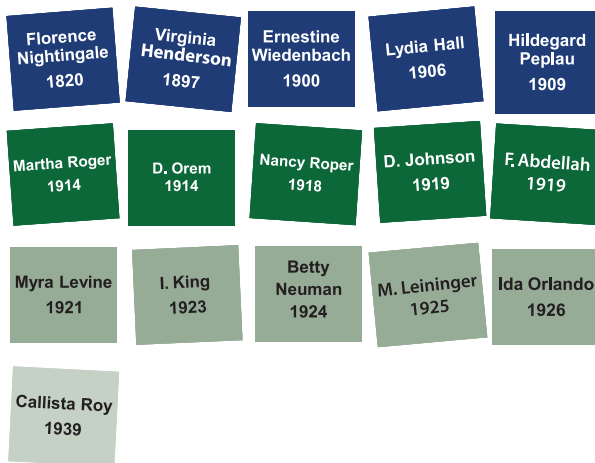 Florence
Nightingale
1820
Virginia
Henderson
1897
Ernestine
Wiedenbach
1900
Lydia Hall
1906
Hildegard
Peplau
1909
Martha Roger
1914
D. Orem
1914
Nancy Roper
1918
D. Johnson
1919
F. Abdellah
1919
Myra Levine
1921
I. King
1923
Betty
Neuman
1924
M. Leininger
1925
Ida Orlando
1926
Callista Roy
1939